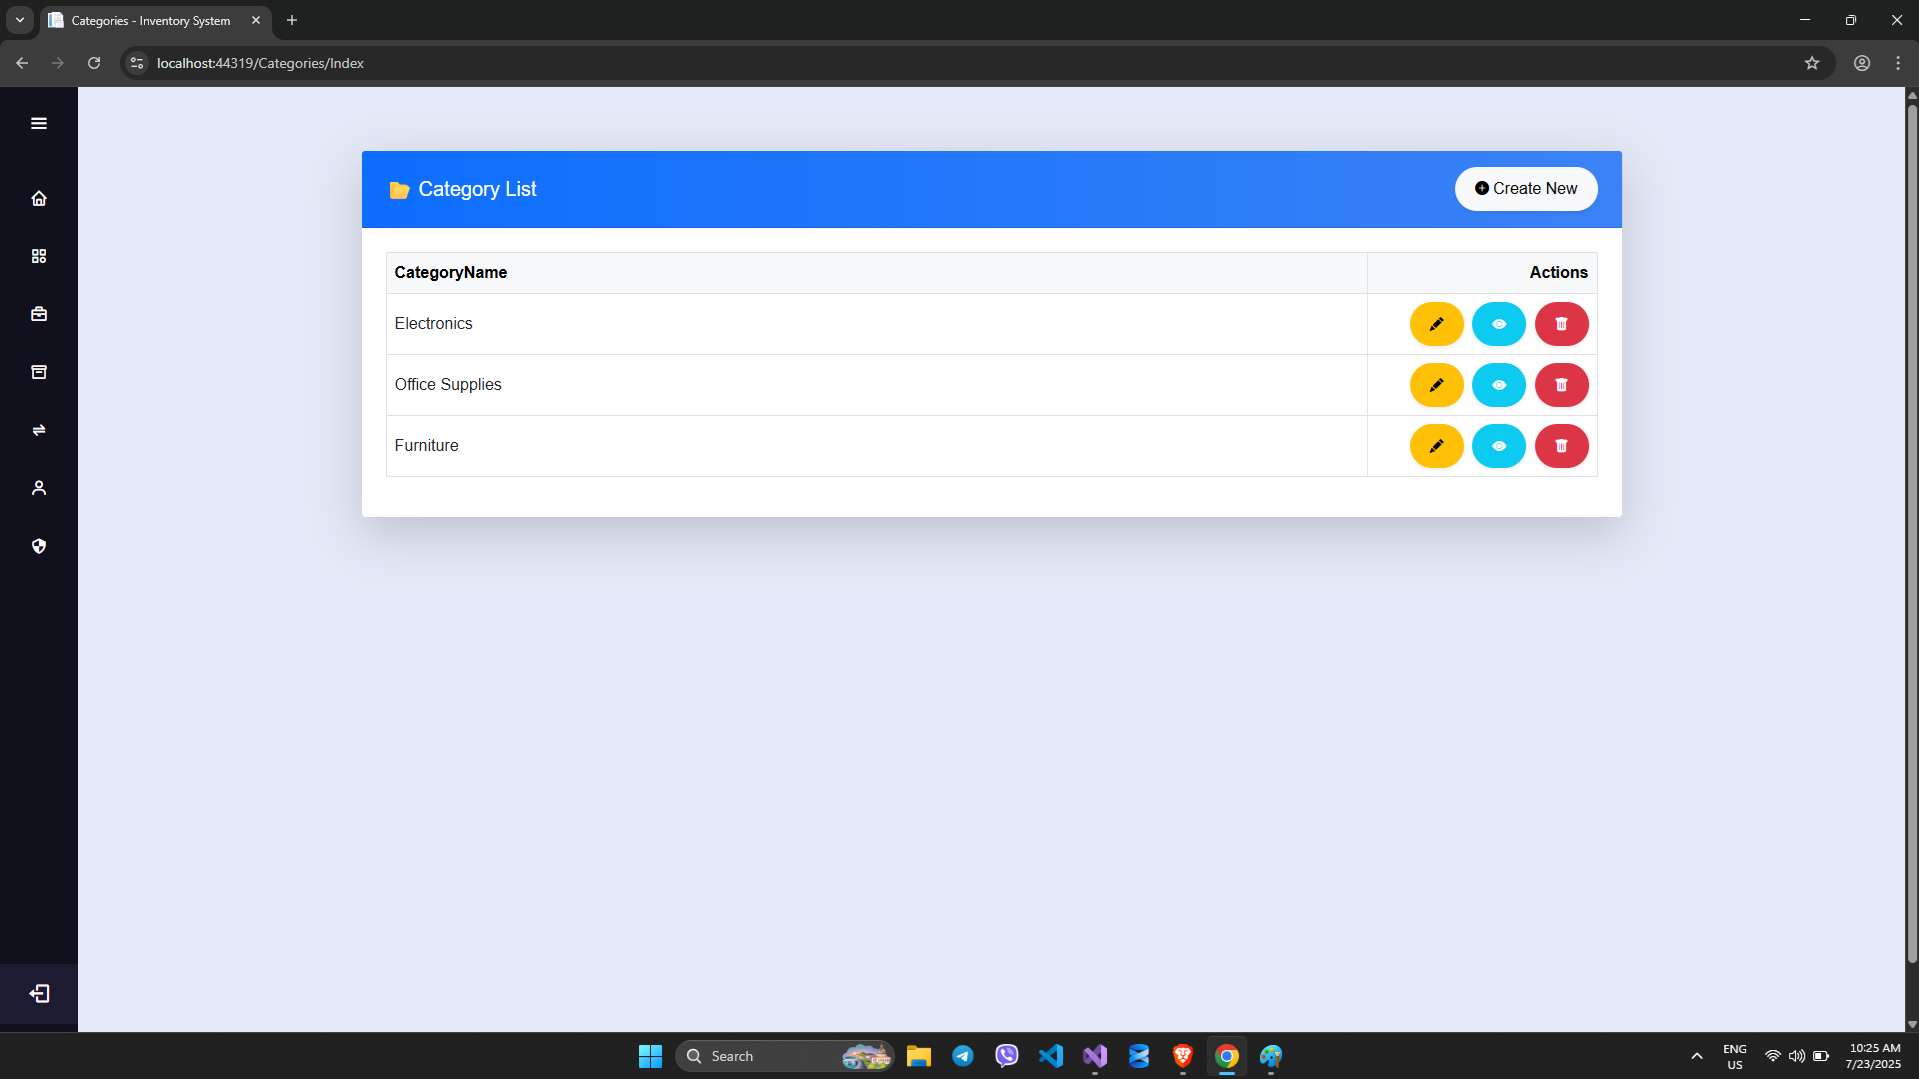 Categories - Inventory System
localhost:44319/Categories/Index
Category List
Create New
CategoryName
Actions
Electronics
Office Supplies
Furniture
Search
ENG
US
10:25 AM
7/23/2025